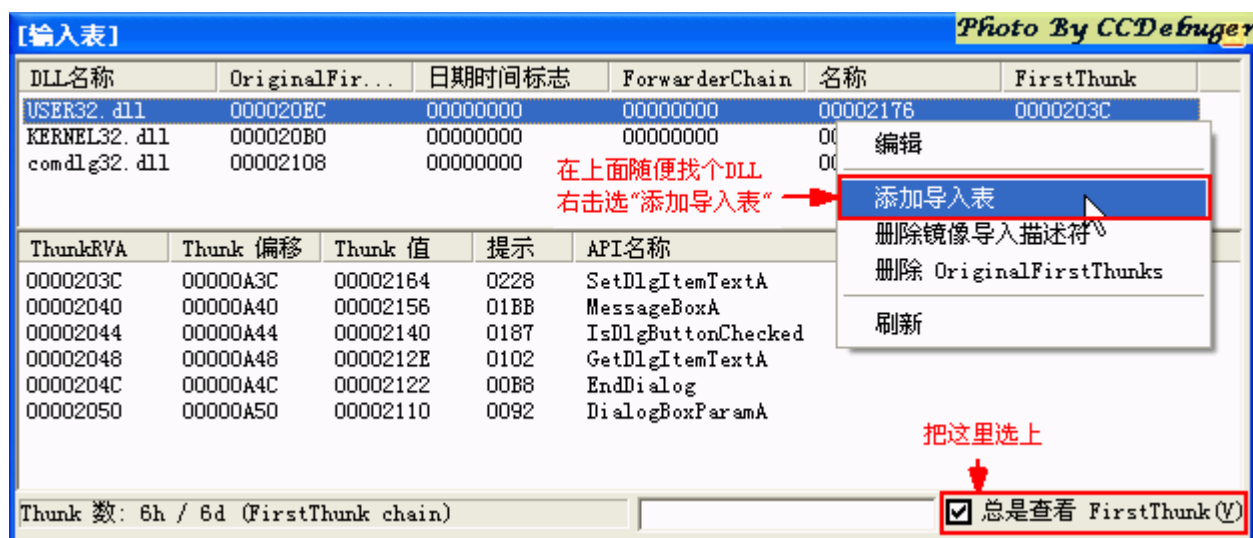 [输入表]
Photo By CCDebuger
DLL名称 OriginalFir... 日期时间标志 ForwarderChain 名称 FirstThunk
USER32.dll 000020EC 00000000 00000000 00002176 0000203C
KERNEL32.dll 000020B0 00000000 00000000
comdlg32.dll 00002108 00000000
在上面随便找个DLL
右击选“添加导入表”
编辑
添加导入表
删除镜像导入描述符
删除 OriginalFirstThunks
刷新
ThunkRVA Thunk 偏移 Thunk 值 提示 API名称
0000203C 00000A3C 00002164 0228 SetDlgItemTextA
00002040 00000A40 00002156 01BB MessageBoxA
00002044 00000A44 00002140 0187 IsDlgButtonChecked
00002048 00000A48 0000212E 0102 GetDlgItemTextA
0000204C 00000A4C 00002122 00B8 EndDialog
00002050 00000A50 00002110 0092 DialogBoxParamA
把这里选上
Thunk 数: 6h / 6d (FirstThunk chain)
总是查看 FirstThunk(V)